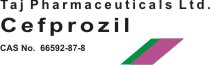 Taj Pharmaceuticals Ltd.
Cefprozil
CAS No. 66592-87-8